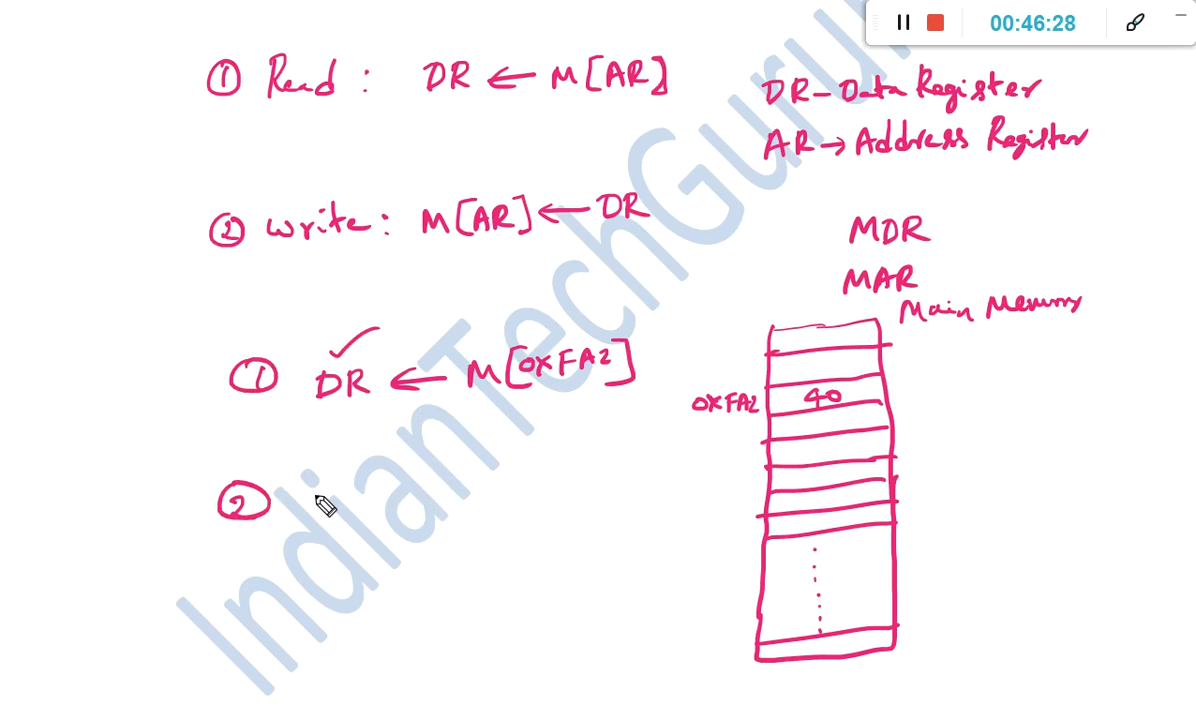 00:46:28
① Read : DR ← M[AR]
DR – Data Register
AR → Address Register
② write : M[AR] ← DR
MDR
MAR
Main Memory
① DR ← M[0XFA2]
0XFA2 40
②
IndianTechGuru